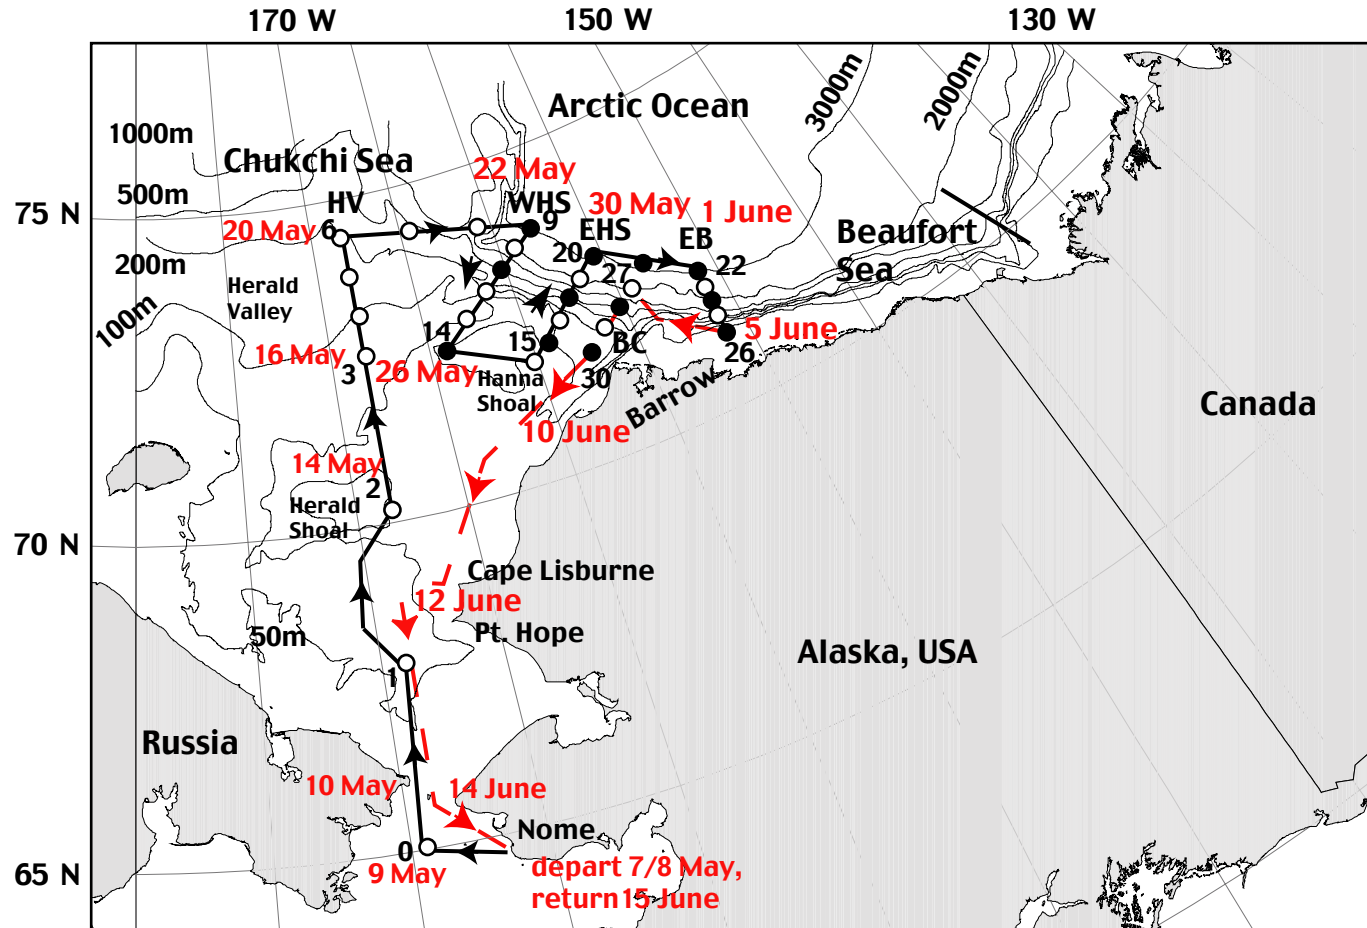 170 W
150 W
130 W
Arctic Ocean
3000m
2000m
1000m
Chukchi Sea
22 May
500m
HV
WHS
30 May
1 June
75 N
20 May
6
9
EHS
EB
Beaufort
Sea
200m
20
27
22
Herald
Valley
100m
14
15
BC
5 June
26
16 May
3
26 May
Hanna
Shoal
30
Barrow
10 June
Canada
14 May
2
Herald
Shoal
70 N
Cape Lisburne
12 June
50m
Pt. Hope
1
Alaska, USA
Russia
10 May
14 June
Nome
0
9 May
depart 7/8 May,
return 15 June
65 N